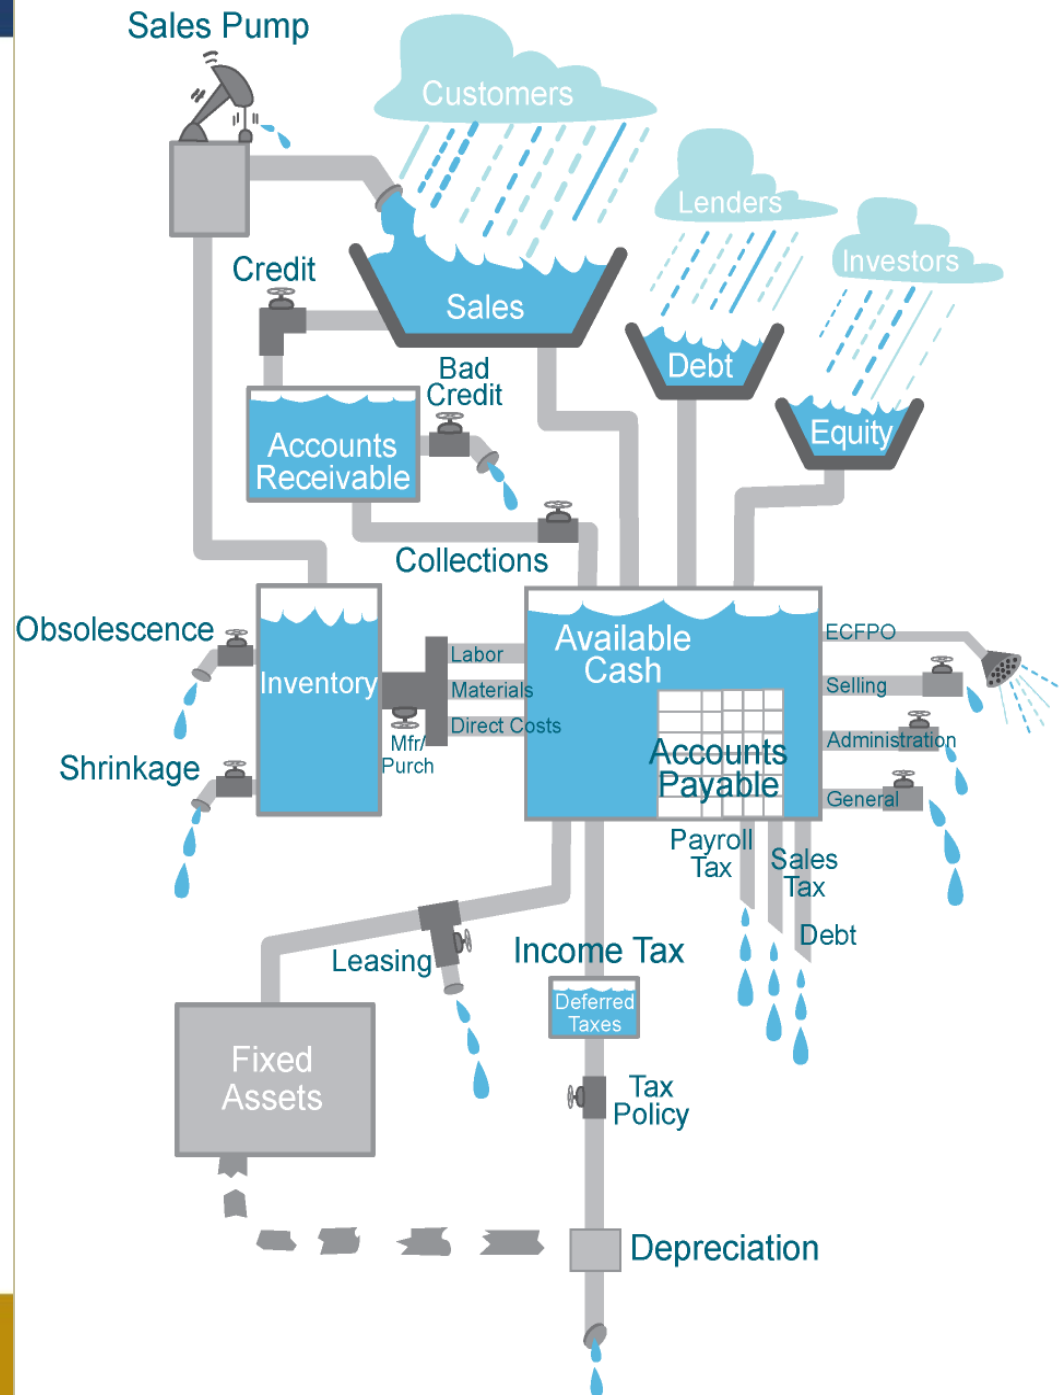 Sales Pump
Customers
Lenders
Investors
Credit
Sales
Bad
Credit
Debt
Equity
Accounts
Receivable
Collections
Obsolescence
Inventory
Labor
Materials
Direct Costs
Mfr/
Purch
Shrinkage
Available
Cash
Accounts
Payable
ECFPO
Selling
Administration
General
Payroll
Tax
Sales
Tax
Debt
Leasing
Income Tax
Deferred
Taxes
Fixed
Assets
Tax
Policy
Depreciation